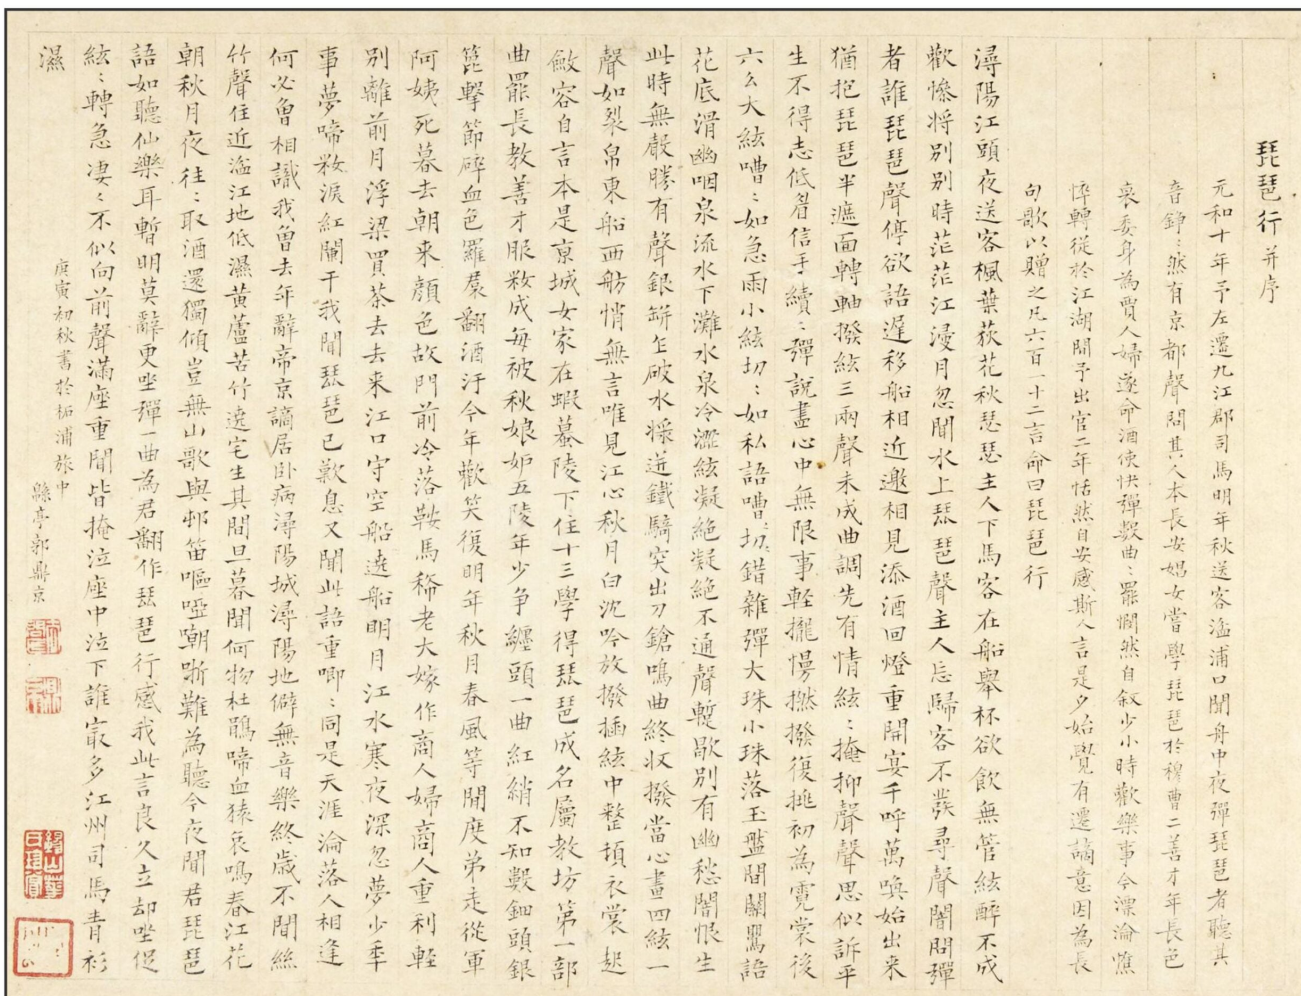 琵琶行并序
元和十年予左遷九江郡司馬明年秋送客湓浦口聞舟中夜彈琵琶者聽其
音錚〻然有京都聲問其人本長安娼女嘗學琵琶於穆曹二善才年長色
衰委身為賈人婦遂命酒使快彈數曲〻罷憫然自敘少小時歡樂事今漂淪憔
悴轉從於江湖間予出官二年恬然自安感斯人言是夕始覺有遷謫意因為長
句歌以贈之凡六百一十二言命曰琵琶行
潯陽江頭夜送客楓葉荻花秋瑟瑟主人下馬客在船舉杯欲飲無管絃醉不成
歡慘將別別時茫茫江浸月忽聞水上琵琶聲主人忘歸客不發尋聲闇問彈
者誰琵琶聲停欲語遲移船相近邀相見添酒回燈重開宴千呼萬喚始出来
猶抱琵琶半遮面轉軸撥絃三兩聲未成曲調先有情絃〻掩抑聲聲思似訴平
生不得志低眉信手續〻彈說盡心中無限事輕攏慢撚撥復挑初為霓裳後
六幺大絃嘈〻如急雨小絃切〻如私語嘈〻切〻錯雜彈大珠小珠落玉盤間關鶯語
花底滑幽咽泉流水下灘水泉冷澀絃凝絕凝絕不通聲暫歇別有幽愁闇恨生
此時無聲勝有聲銀缾乍破水漿迸鐵騎突出刀鎗鳴曲終收撥當心畫四絃一
聲如裂帛東船西舫悄無言唯見江心秋月白沈吟放撥插絃中整頓衣裳起
斂容自言本是京城女家在蝦蟇陵下住十三學得琵琶成名屬教坊第一部
曲罷長教善才服粧成每被秋娘妒五陵年少爭纏頭一曲紅綃不知數鈿頭銀
篦擊節碎血色羅裠翻酒汙今年歡笑復明年秋月春風等閒度弟走從軍
阿姨死暮去朝来顏色故門前冷落鞍馬稀老大嫁作商人婦商人重利輕
別離前月浮梁買茶去去来江口守空船遶船明月江水寒夜深忽夢少年
事夢啼粧淚紅闌干我聞琵琶已歎息又聞此語重唧〻同是天涯淪落人相逢
何必曾相識我曾去年辭帝京謫居臥病潯陽城潯陽地僻無音樂終歲不聞絲
竹聲住近湓江地低濕黃蘆苦竹遶宅生其間旦暮聞何物杜鵑啼血猿哀鳴春江花
朝秋月夜往〻取酒還獨傾豈無山歌與邨笛嘔啞嘲哳難為聽今夜聞君琵琶
語如聽仙樂耳暫明莫辭更坐彈一曲為君翻作琵琶行感我此言良久立却坐促
絃〻轉急凄〻不似向前聲滿座重聞皆掩泣座中泣下誰冣多江州司馬青衫
濕
庚寅初秋書於柘浦旅中
縣亭郭鼎京